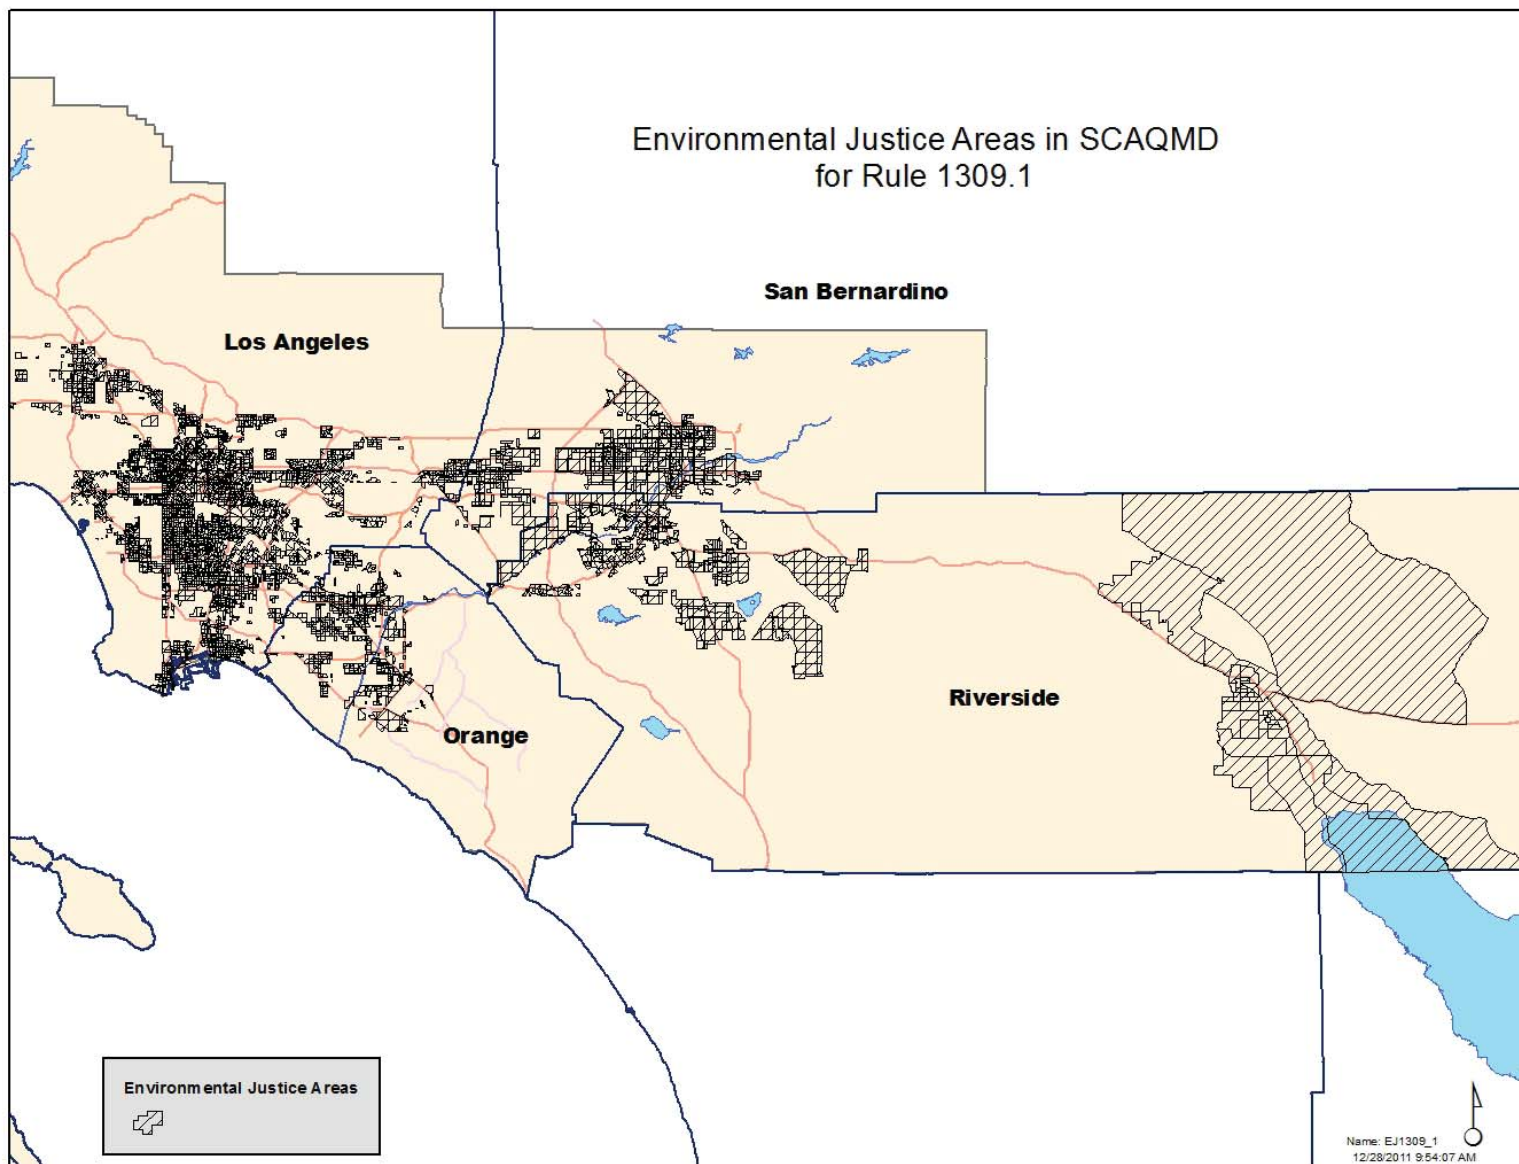 Environmental Justice Areas in SCAQMD
for Rule 1309.1
San Bernardino
Los Angeles
Riverside
Orange
Environmental Justice Areas
Name: EJ1309_1
12/28/2011 9:54:07 AM